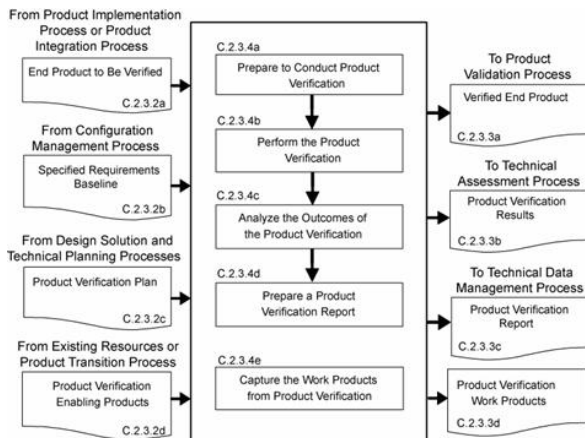 From Product Implementation
Process or Product
Integration Process
End Product to Be Verified
C.2.3.2a
From Configuration
Management Process
Specified Requirements
Baseline
C.2.3.2b
From Design Solution and
Technical Planning Processes
Product Verification Plan
C.2.3.2c
From Existing Resources or
Product Transition Process
Product Verification
Enabling Products
C.2.3.2d
C.2.3.4a
Prepare to Conduct Product
Verification
C.2.3.4b
Perform the Product
Verification
C.2.3.4c
Analyze the Outcomes of
the Product Verification
C.2.3.4d
Prepare a Product
Verification Report
C.2.3.4e
Capture the Work Products
from Product Verification
To Product
Validation Process
Verified End Product
C.2.3.3a
To Technical
Assessment Process
Product Verification
Results
C.2.3.3b
To Technical Data
Management Process
Product Verification
Report
C.2.3.3c
Product Verification
Work Products
C.2.3.3d